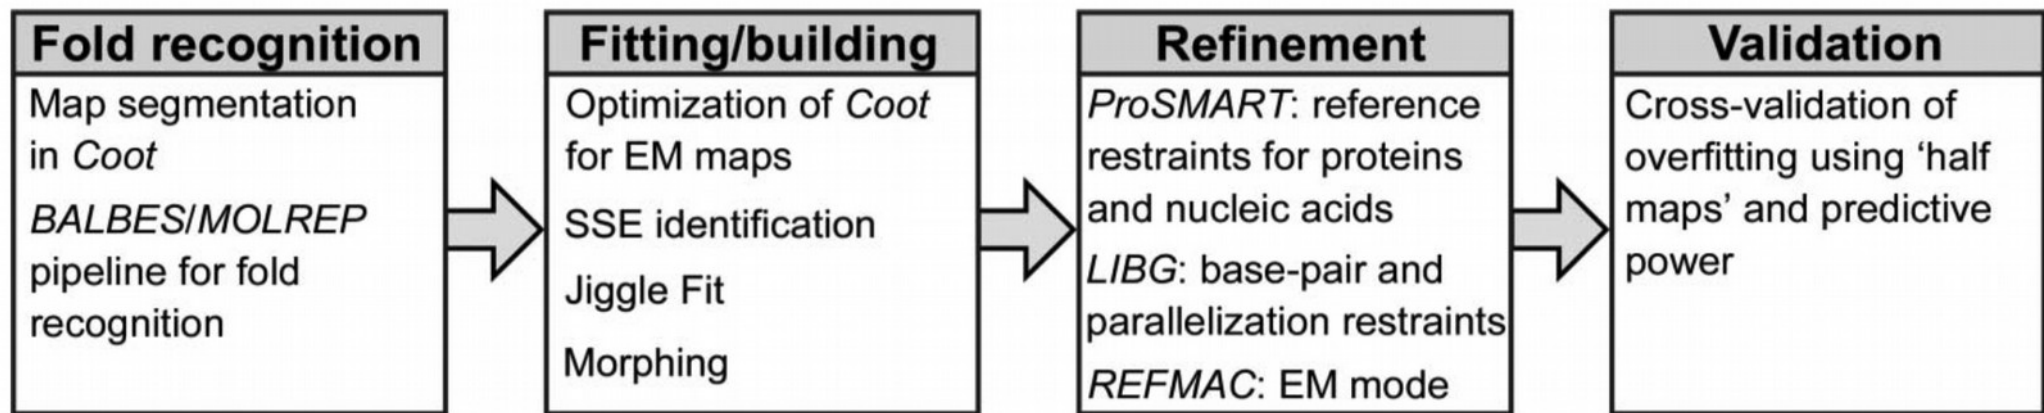 Fold recognition
Map segmentation
in Coot
BALBES/MOLREP
pipeline for fold
recognition
Fitting/building
Optimization of Coot
for EM maps
SSE identification
Jiggle Fit
Morphing
Refinement
ProSMART: reference
restraints for proteins
and nucleic acids
LIBG: base-pair and
parallelization restraints
REFMAC: EM mode
Validation
Cross-validation of
overfitting using ‘half
maps’ and predictive
power